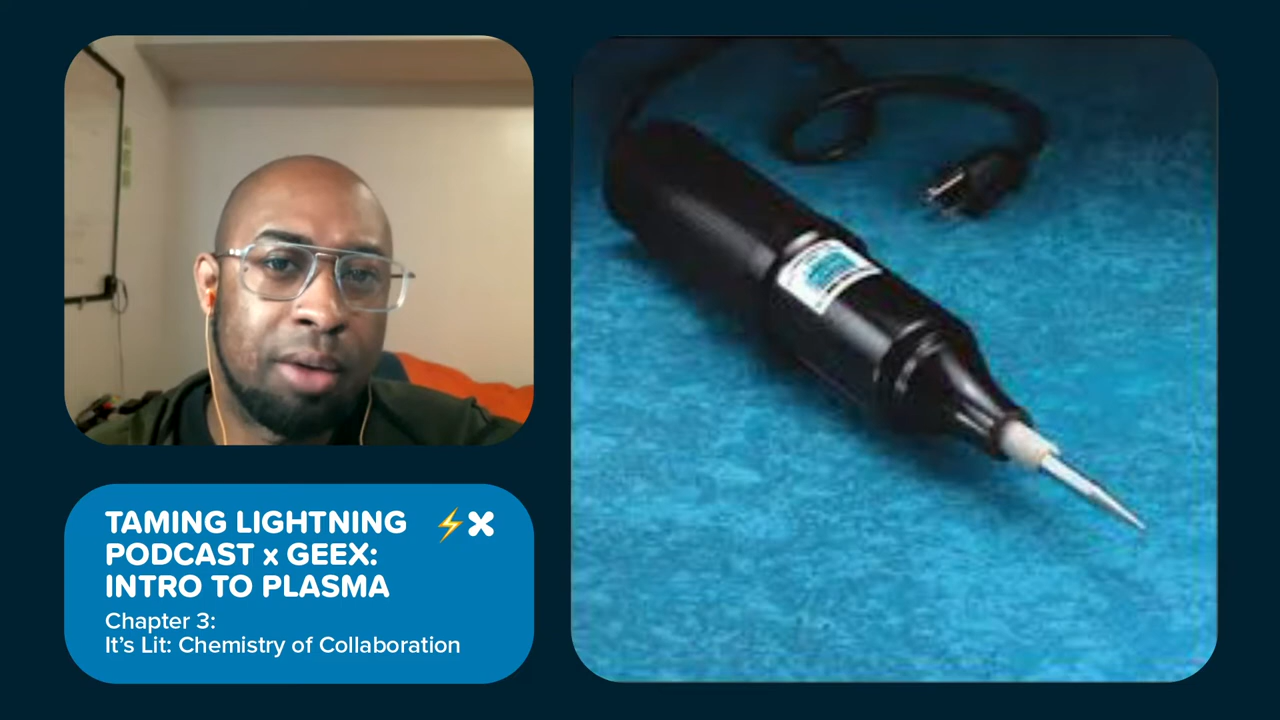 TAMING LIGHTNING
PODCAST x GEEX:
INTRO TO PLASMA
Chapter 3:
It’s Lit: Chemistry of Collaboration